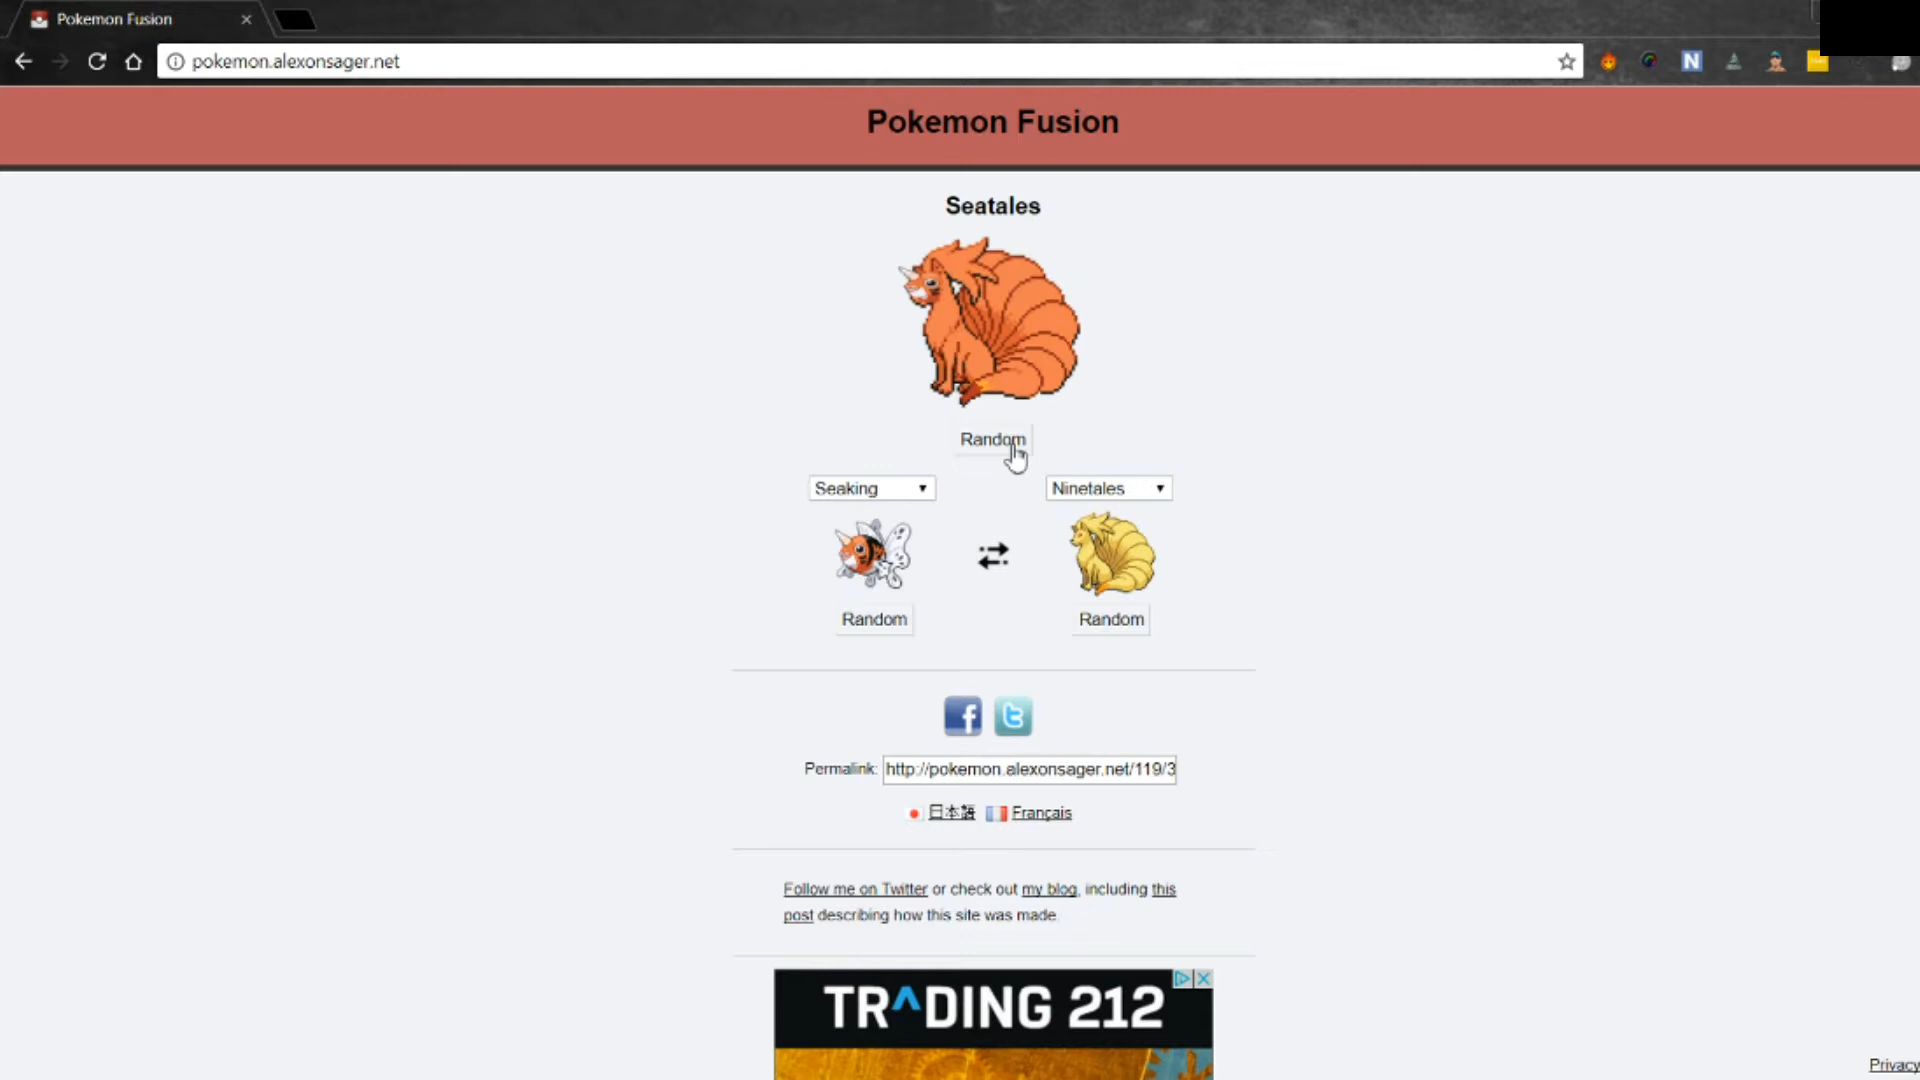 Pokemon Fusion
pokemon.alexonsager.net
N
Pokemon Fusion
Seatales
Random
Seaking
Ninetales
Random
Random
Permalink: http://pokemon.alexonsager.net/119/3
日本語 Français
Follow me on Twitter or check out my blog, including this
post describing how this site was made.
TRADING 212
Privacy